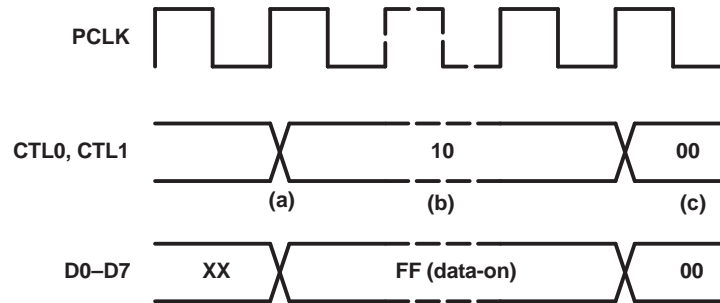 PCLK
CTL0, CTL1
10
00
(a)
(b)
(c)
D0–D7
XX
FF (data-on)
00